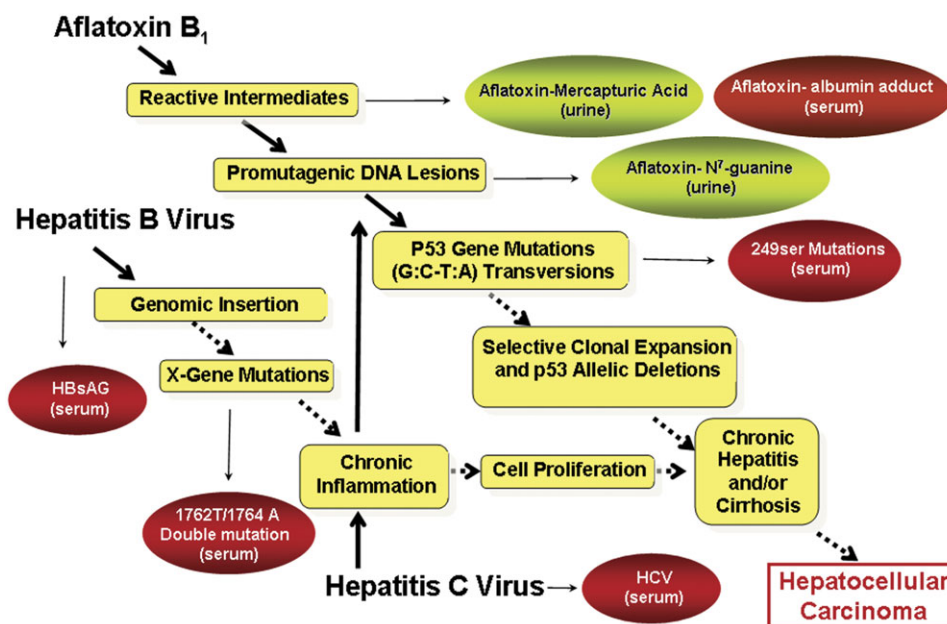 Aflatoxin B₁
Reactive Intermediates
Aflatoxin-Mercapturic Acid
(urine)
Aflatoxin- albumin adduct
(serum)
Promutagenic DNA Lesions
Aflatoxin- N⁷-guanine
(urine)
Hepatitis B Virus
P53 Gene Mutations
(G:C-T:A) Transversions
249ser Mutations
(serum)
Genomic Insertion
Selective Clonal Expansion
and p53 Allelic Deletions
X-Gene Mutations
HBsAG
(serum)
Chronic
Inflammation
Cell Proliferation
Chronic
Hepatitis
and/or
Cirrhosis
1762T/1764 A
Double mutation
(serum)
Hepatitis C Virus
HCV
(serum)
Hepatocellular
Carcinoma